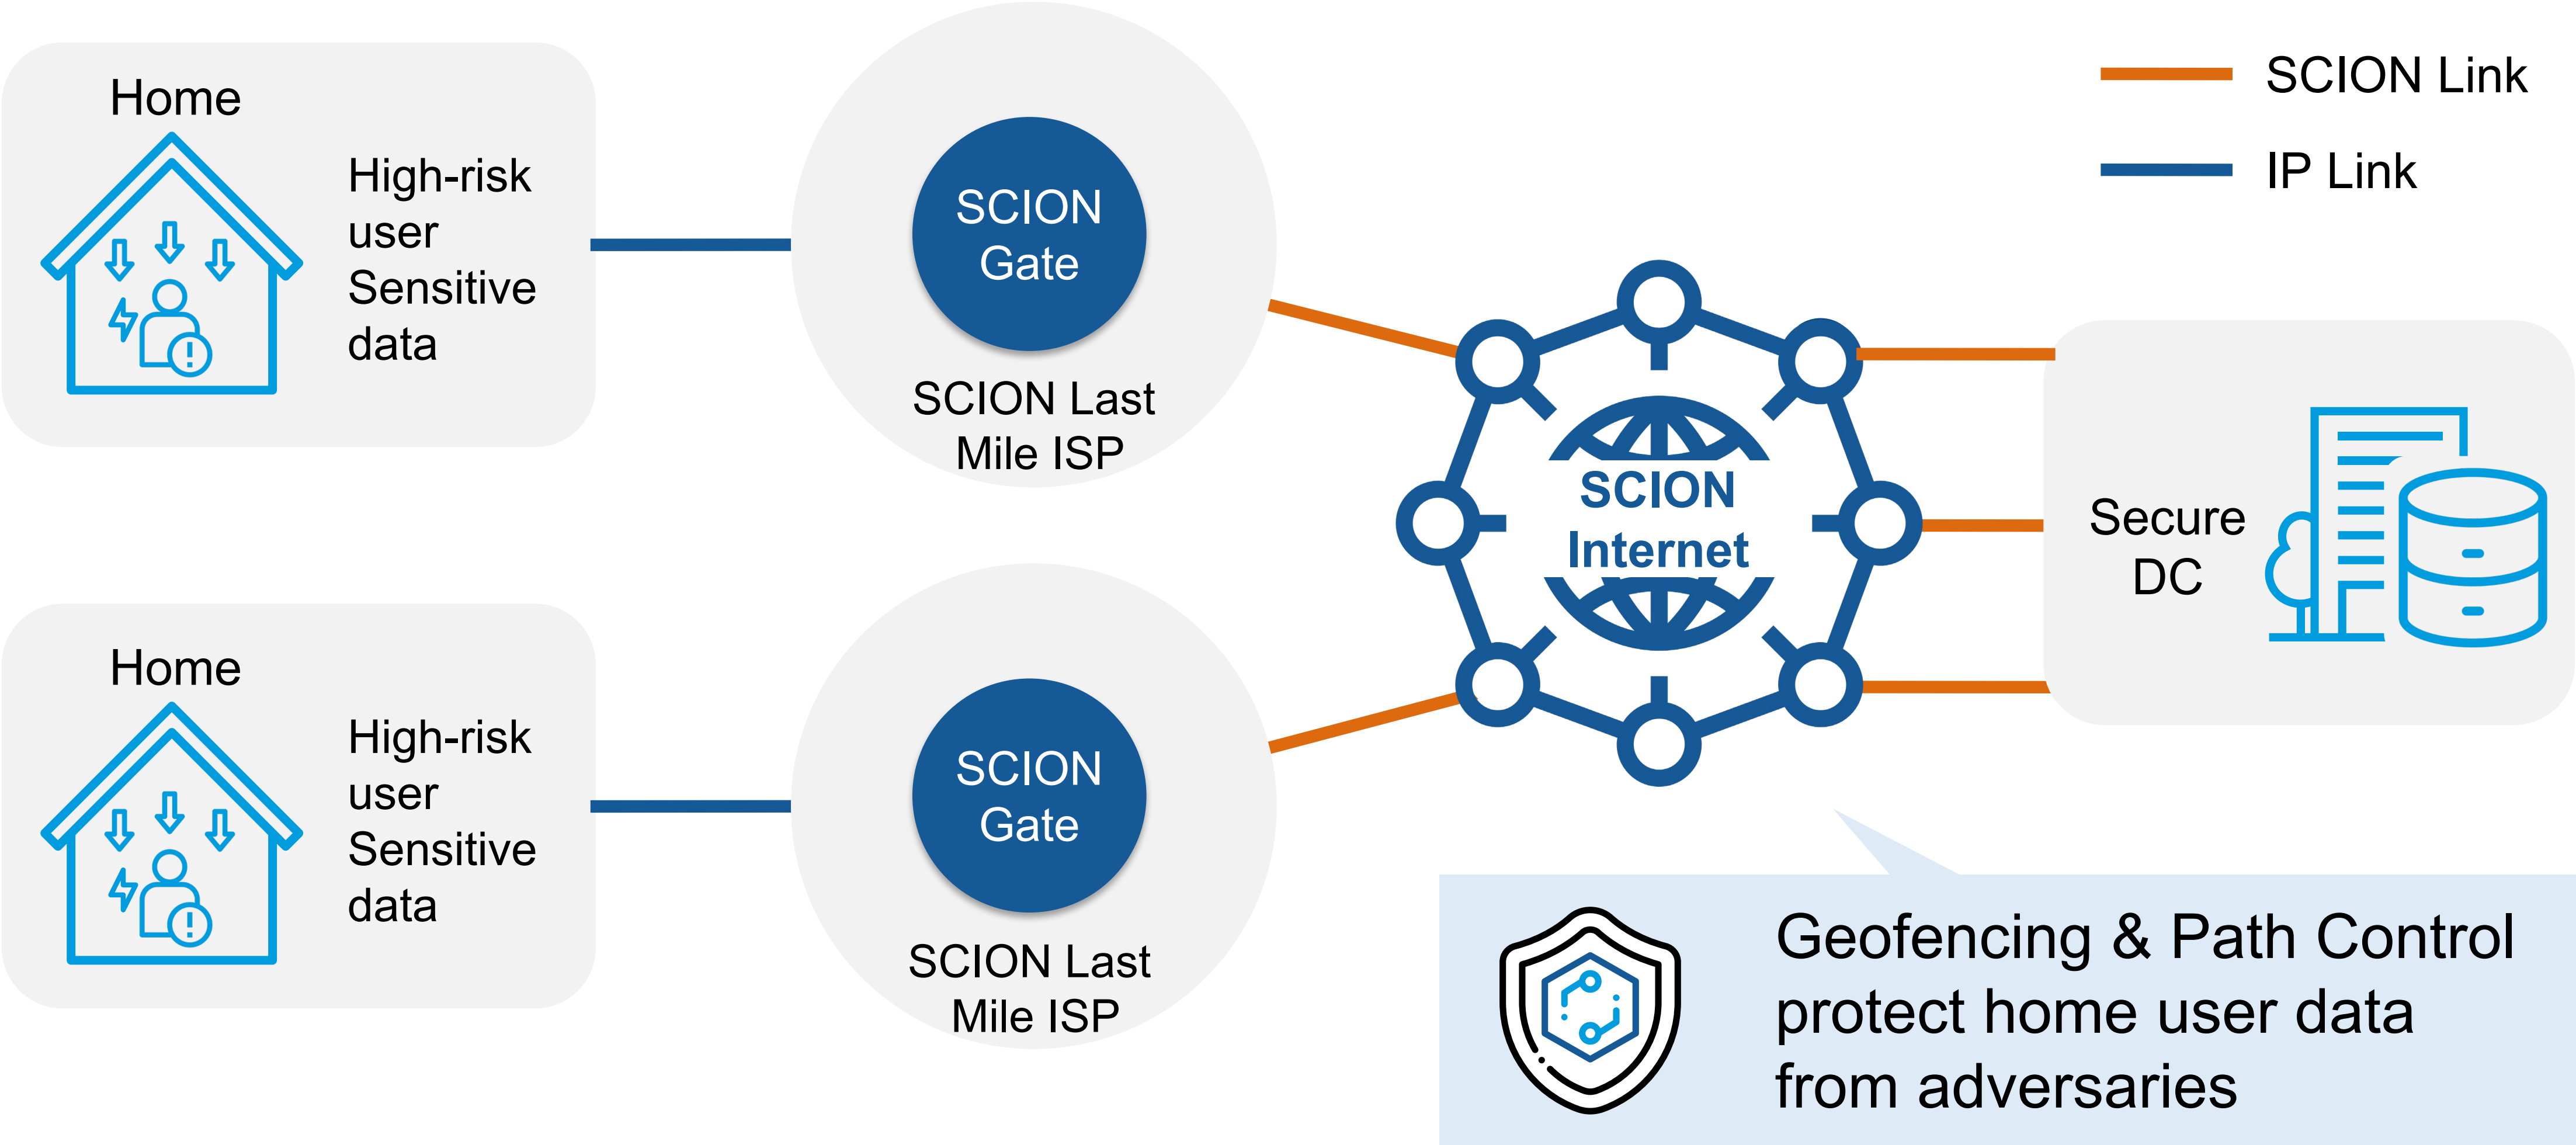 Home
High-risk
user
Sensitive
data
SCION
Gate
SCION Last
Mile ISP
SCION Link
IP Link
Home
High-risk
user
Sensitive
data
SCION
Gate
SCION Last
Mile ISP
SCION
Internet
Secure
DC
Geofencing & Path Control
protect home user data
from adversaries